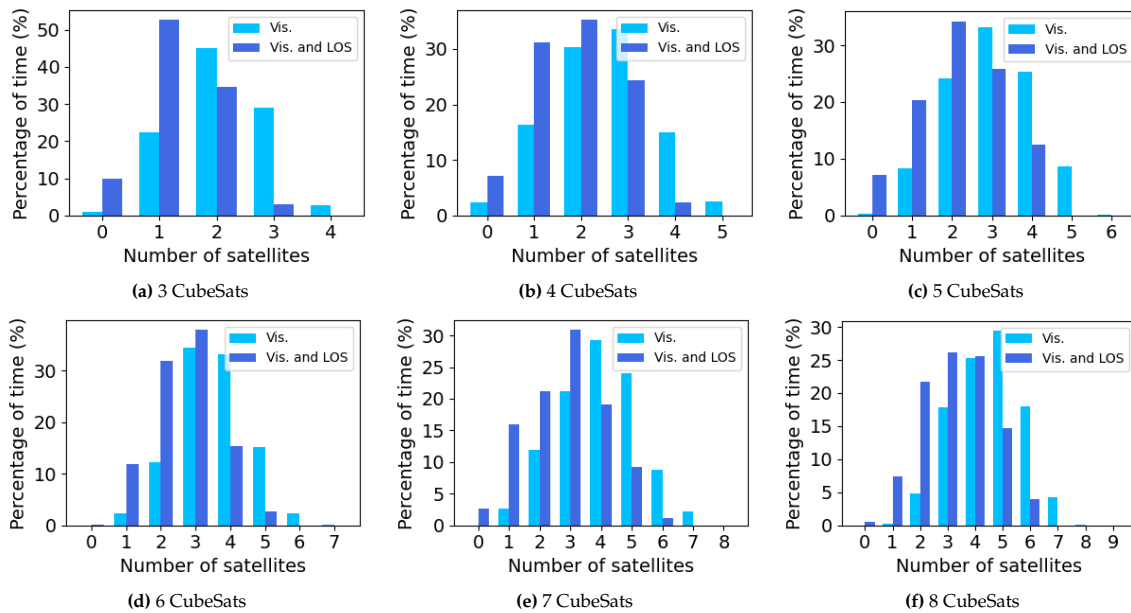 Percentage of time (%)
50
40
30
20
10
0
Vis.
Vis. and LOS
0 1 2 3 4
Number of satellites
(a) 3 CubeSats
Percentage of time (%)
30
20
10
0
Vis.
Vis. and LOS
0 1 2 3 4 5
Number of satellites
(b) 4 CubeSats
Percentage of time (%)
30
20
10
0
Vis.
Vis. and LOS
0 1 2 3 4 5 6
Number of satellites
(c) 5 CubeSats
Percentage of time (%)
30
20
10
0
Vis.
Vis. and LOS
0 1 2 3 4 5 6 7
Number of satellites
(d) 6 CubeSats
Percentage of time (%)
30
25
20
15
10
5
0
Vis.
Vis. and LOS
0 1 2 3 4 5 6 7 8
Number of satellites
(e) 7 CubeSats
Percentage of time (%)
30
25
20
15
10
5
0
Vis.
Vis. and LOS
0 1 2 3 4 5 6 7 8 9
Number of satellites
(f) 8 CubeSats